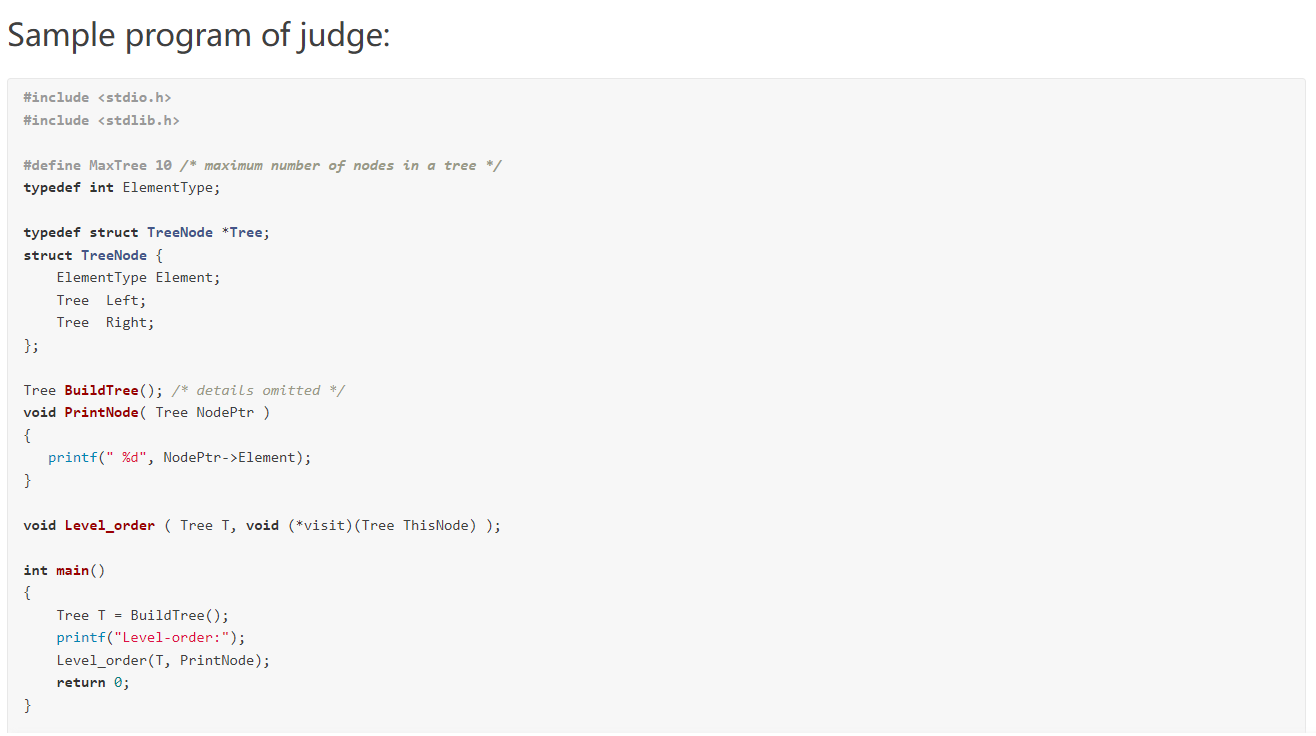 Sample program of judge:
#include <stdio.h>
#include <stdlib.h>
#define MaxTree 10 /* maximum number of nodes in a tree */
typedef int ElementType;
typedef struct TreeNode *Tree;
struct TreeNode {
    ElementType Element;
    Tree  Left;
    Tree  Right;
};
Tree BuildTree(); /* details omitted */
void PrintNode( Tree NodePtr )
{
   printf(" %d", NodePtr->Element);
}
void Level_order ( Tree T, void (*visit)(Tree ThisNode) );
int main()
{
    Tree T = BuildTree();
    printf("Level-order:");
    Level_order(T, PrintNode);
    return 0;
}